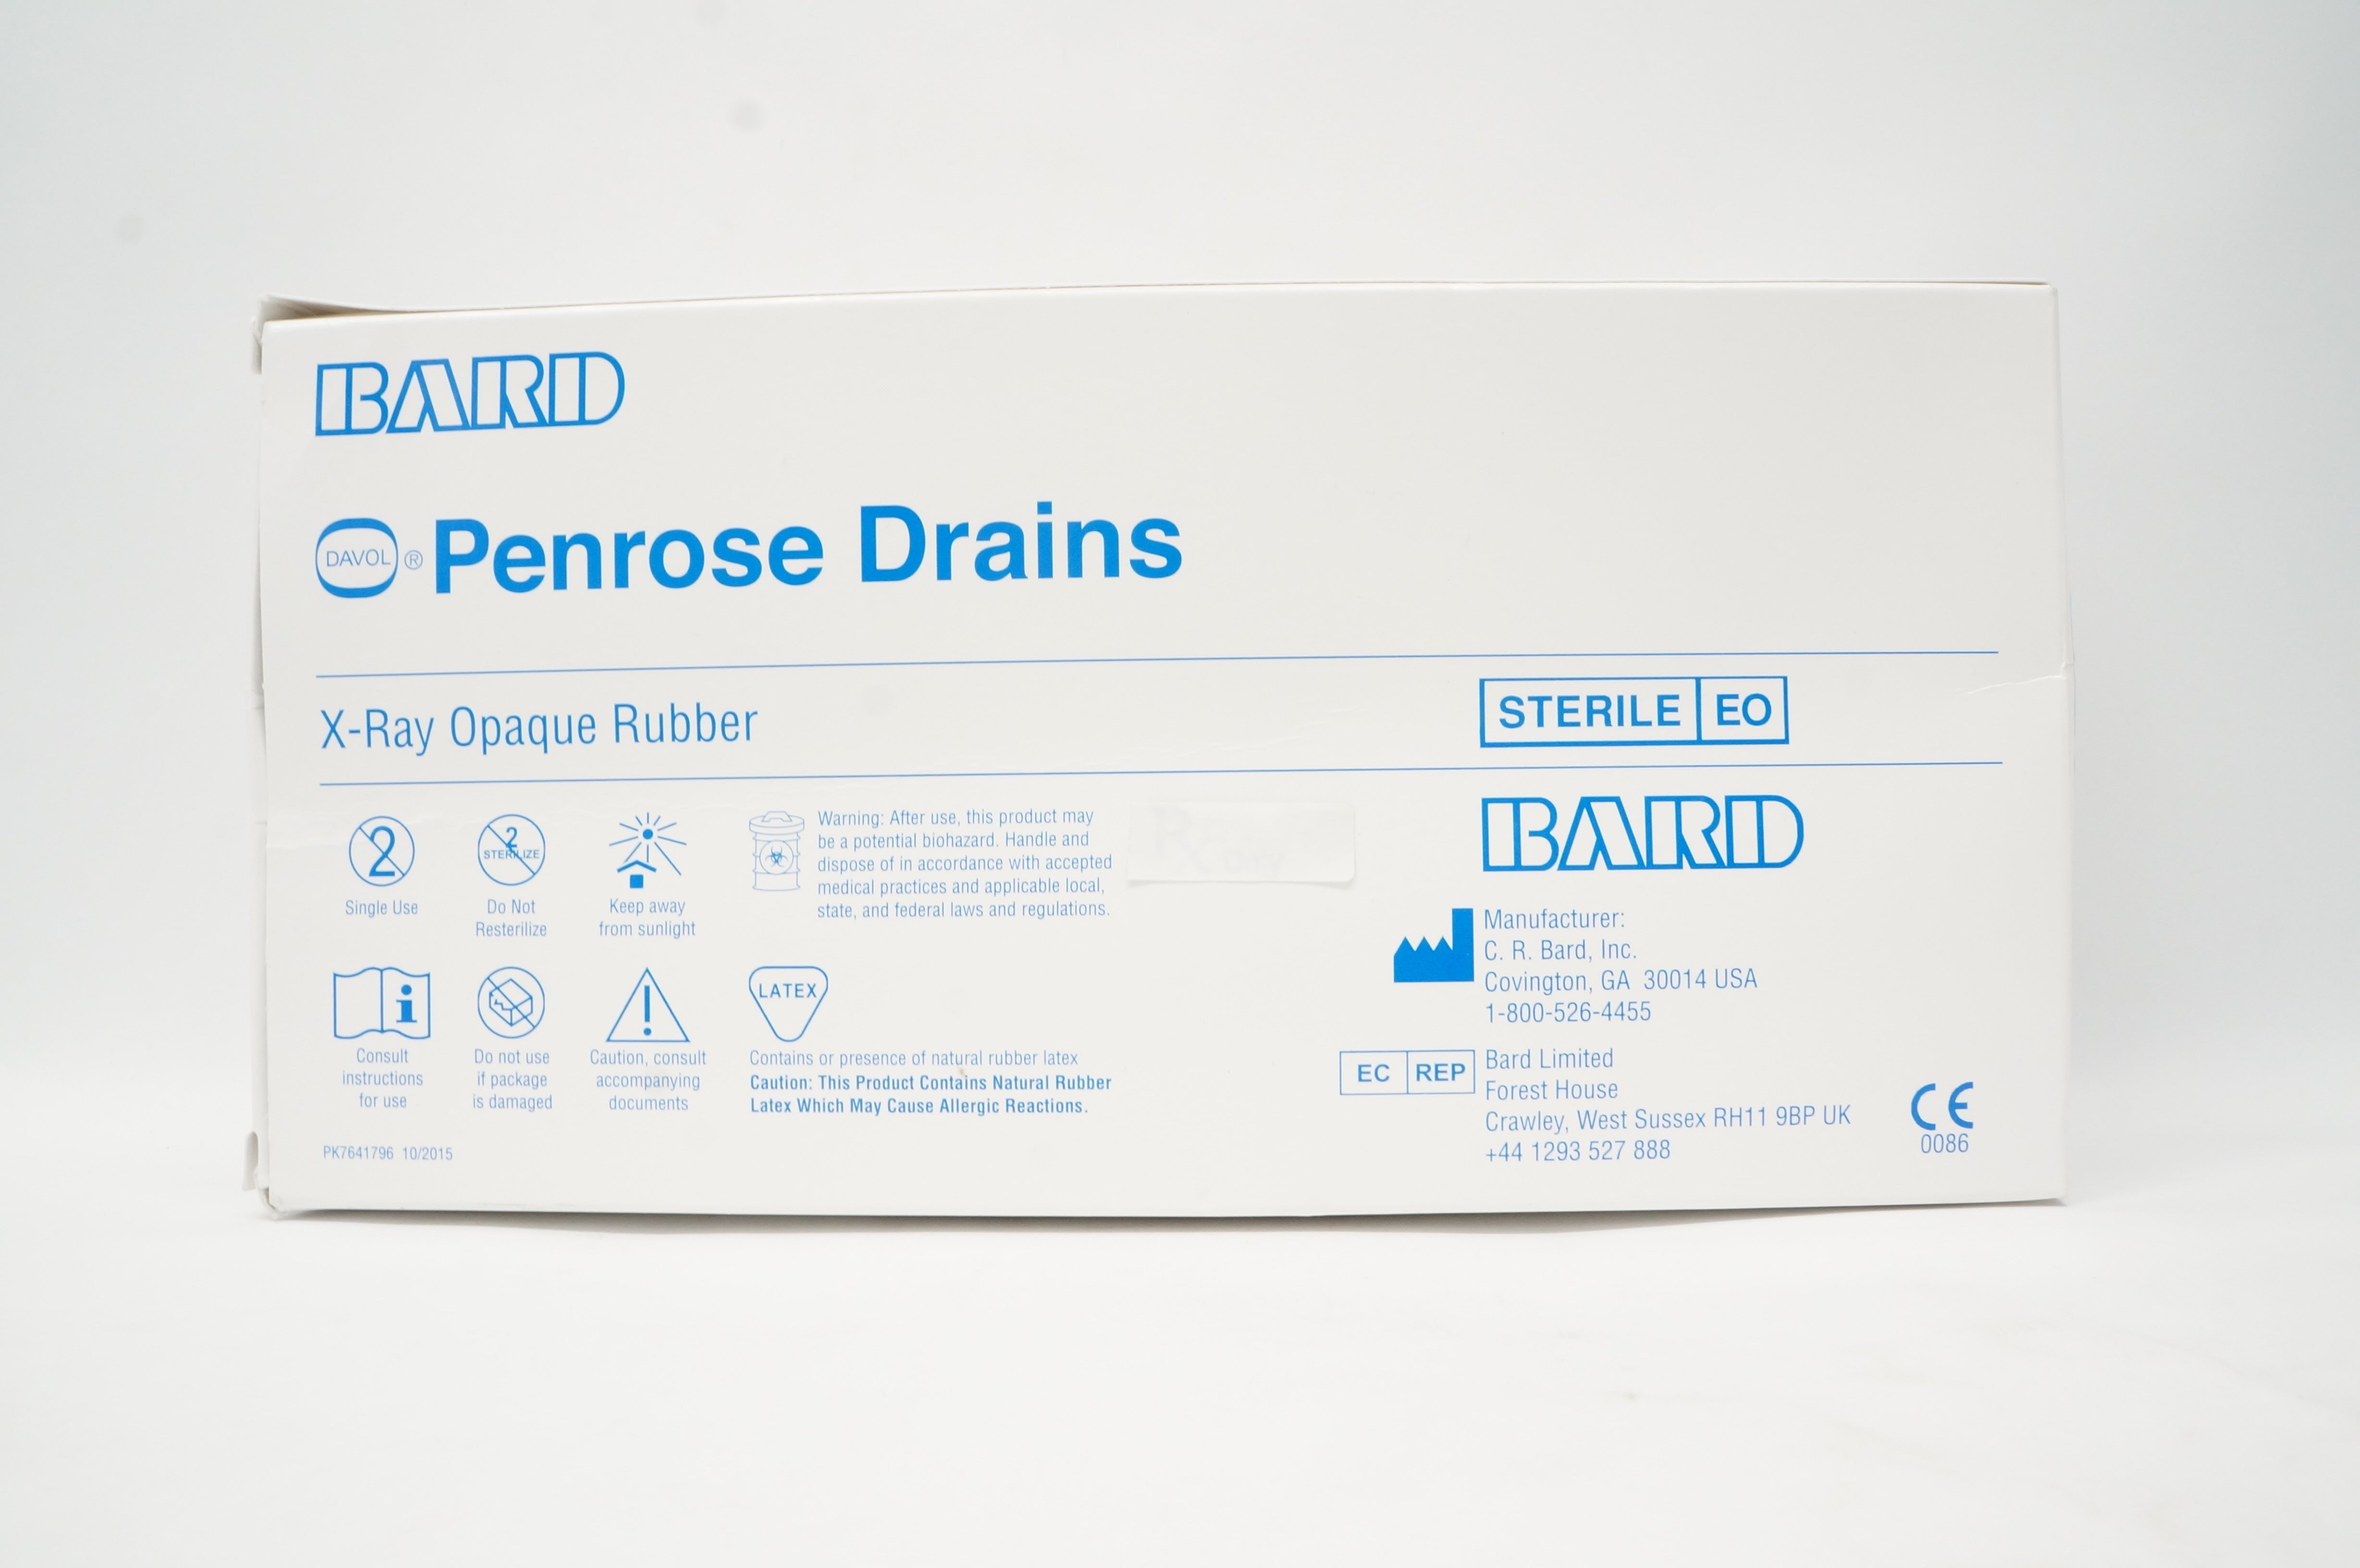 BARD
DAVOL ® Penrose Drains
X-Ray Opaque Rubber
STERILE EO
2
Single Use
2
STERILIZE
Do Not
Resterilize
Keep away
from sunlight
Warning: After use, this product may
be a potential biohazard. Handle and
dispose of in accordance with accepted
medical practices and applicable local,
state, and federal laws and regulations.
i
Consult
instructions
for use
Do not use
if package
is damaged
!
Caution, consult
accompanying
documents
LATEX
Contains or presence of natural rubber latex
Caution: This Product Contains Natural Rubber
Latex Which May Cause Allergic Reactions.
BARD
Manufacturer:
C. R. Bard, Inc.
Covington, GA 30014 USA
1-800-526-4455
EC REP
Bard Limited
Forest House
Crawley, West Sussex RH11 9BP UK
+44 1293 527 888
CE
0086
PK7641796 10/2015